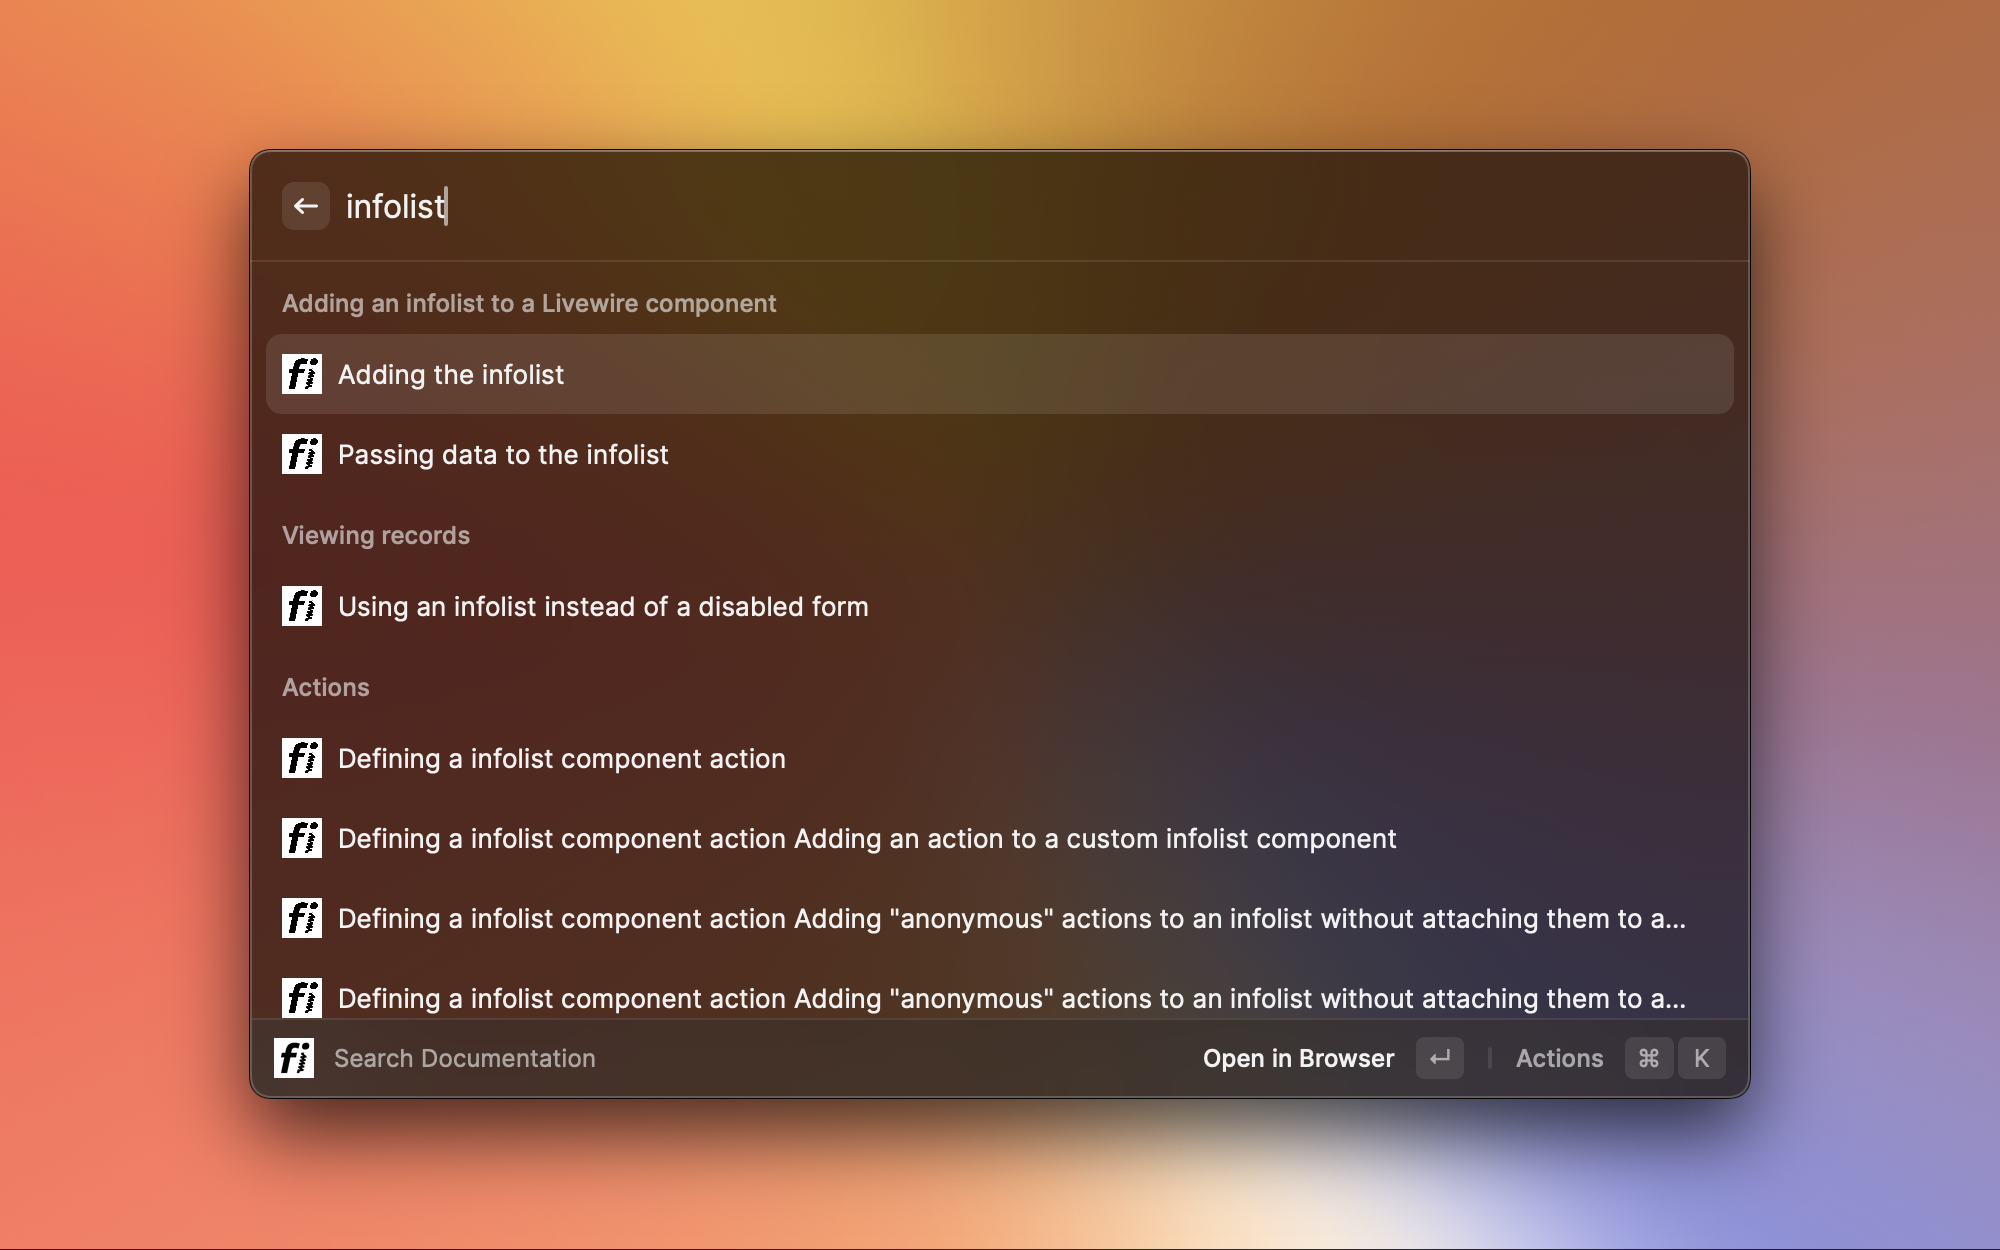 infolist
Adding an infolist to a Livewire component
fi Adding the infolist
fi Passing data to the infolist
Viewing records
fi Using an infolist instead of a disabled form
Actions
fi Defining a infolist component action
fi Defining a infolist component action Adding an action to a custom infolist component
fi Defining a infolist component action Adding "anonymous" actions to an infolist without attaching them to a...
fi Defining a infolist component action Adding "anonymous" actions to an infolist without attaching them to a...
fi Search Documentation Open in Browser ↵ Actions ⌘ K